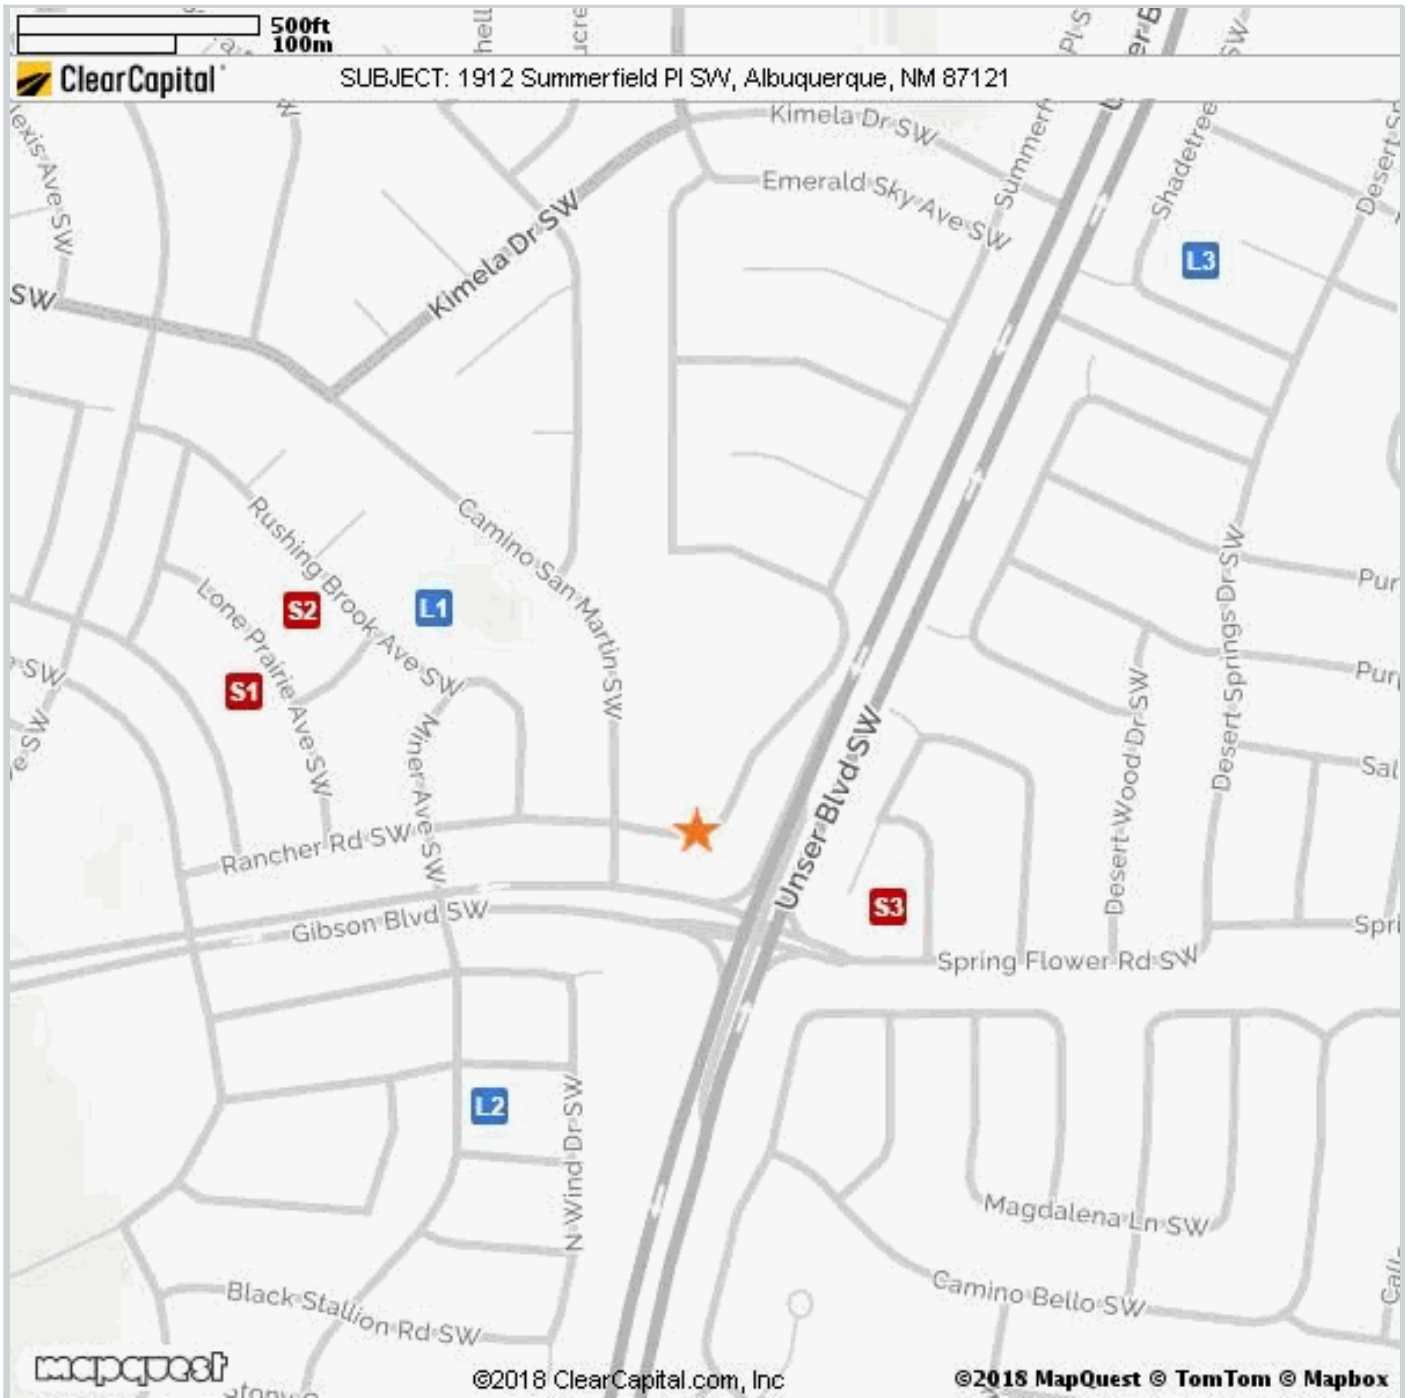 500ft
100m
ClearCapital
SUBJECT: 1912 Summerfield Pl SW, Albuquerque, NM 87121
Kimela Dr SW
Emerald Sky Ave SW
Shadetree
L3
Kimela Dr SW
SW
Camino San Martin SW
Rushing Brook Ave SW
Lone Prairie Ave SW
S2
L1
S1
Miner Ave SW
Unser Blvd SW
Desert Springs Dr SW
Desert Wood Dr SW
Rancher Rd SW
Gibson Blvd SW
S3
Spring Flower Rd SW
L2
N Wind Dr SW
Magdalena Ln SW
Camino Bello SW
Black Stallion Rd SW
mapquest
©2018 ClearCapital.com, Inc
©2018 MapQuest © TomTom © Mapbox